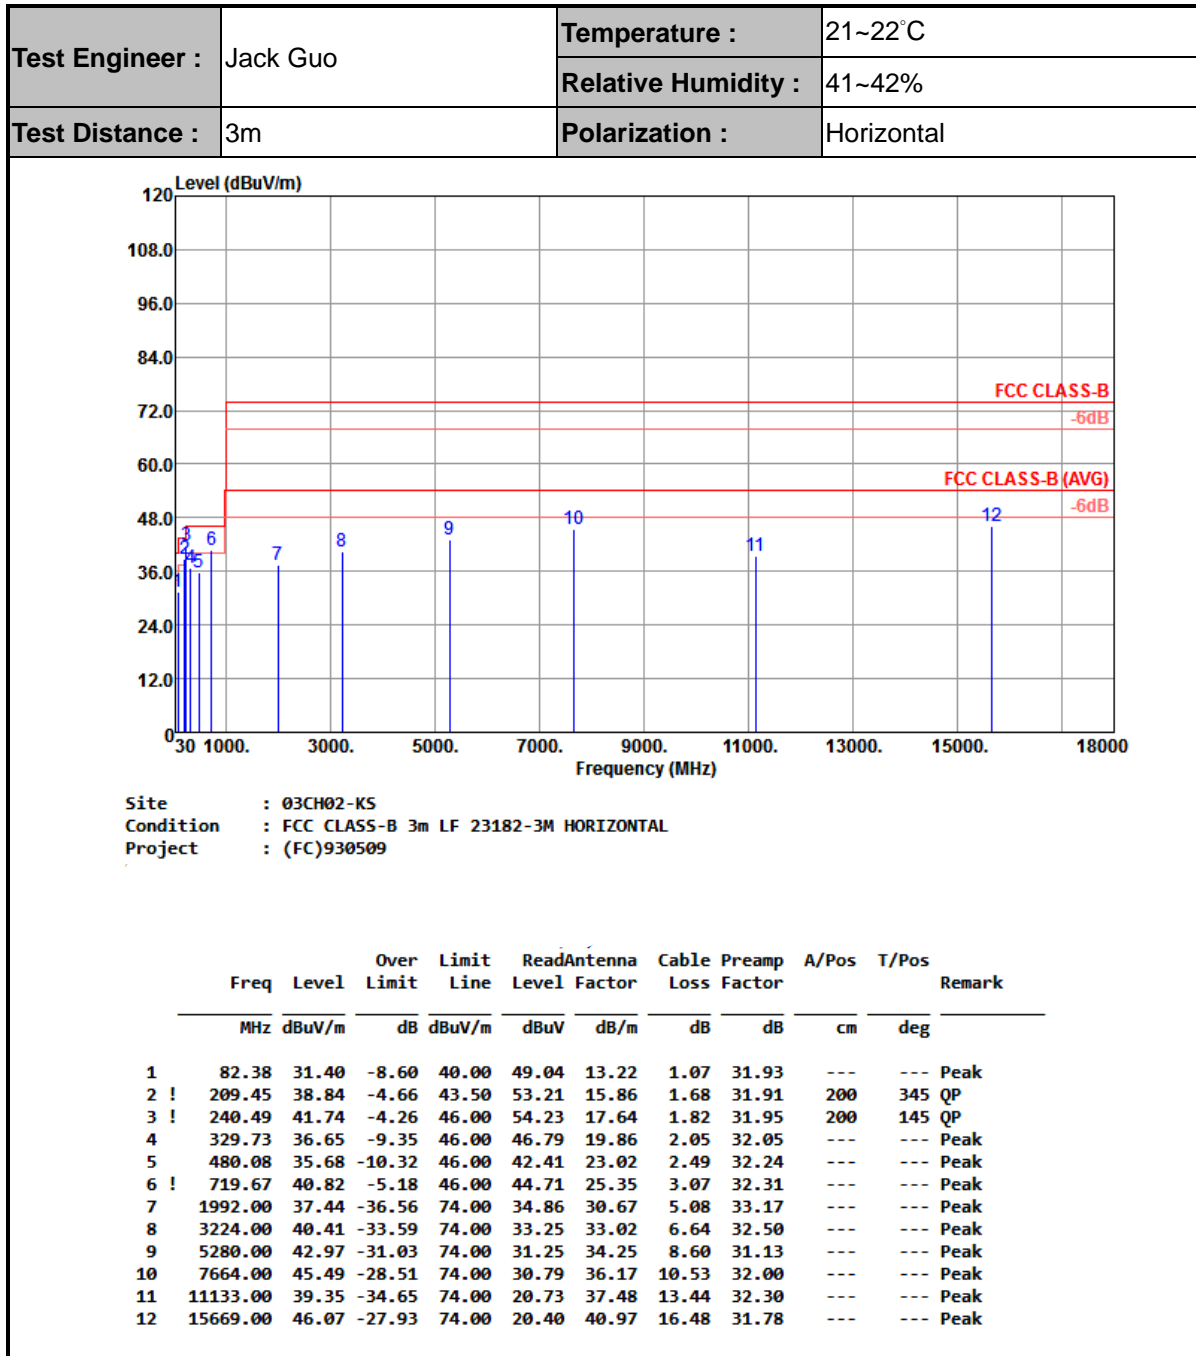 Test Engineer : Jack Guo Temperature : 21~22°C
Relative Humidity : 41~42%
Test Distance : 3m Polarization : Horizontal
Level (dBuV/m)
120
108.0
96.0
84.0
72.0
60.0
48.0
36.0
24.0
12.0
0
FCC CLASS-B
-6dB
FCC CLASS-B (AVG)
-6dB
1 2 3 4 5 6 7 8 9 10 11 12
30 1000. 3000. 5000. 7000. 9000. 11000. 13000. 15000. 18000
Frequency (MHz)
Site : 03CH02-KS
Condition : FCC CLASS-B 3m LF 23182-3M HORIZONTAL
Project : (FC)930509
Over Limit ReadAntenna Cable Preamp A/Pos T/Pos
Freq Level Limit Line Level Factor Loss Factor Remark
MHz dBuV/m dB dBuV/m dBuV dB/m dB dB cm deg
1 82.38 31.40 -8.60 40.00 49.04 13.22 1.07 31.93 --- --- Peak
2 ! 209.45 38.84 -4.66 43.50 53.21 15.86 1.68 31.91 200 345 QP
3 ! 240.49 41.74 -4.26 46.00 54.23 17.64 1.82 31.95 200 145 QP
4 329.73 36.65 -9.35 46.00 46.79 19.86 2.05 32.05 --- --- Peak
5 480.08 35.68 -10.32 46.00 42.41 23.02 2.49 32.24 --- --- Peak
6 ! 719.67 40.82 -5.18 46.00 44.71 25.35 3.07 32.31 --- --- Peak
7 1992.00 37.44 -36.56 74.00 34.86 30.67 5.08 33.17 --- --- Peak
8 3224.00 40.41 -33.59 74.00 33.25 33.02 6.64 32.50 --- --- Peak
9 5280.00 42.97 -31.03 74.00 31.25 34.25 8.60 31.13 --- --- Peak
10 7664.00 45.49 -28.51 74.00 30.79 36.17 10.53 32.00 --- --- Peak
11 11133.00 39.35 -34.65 74.00 20.73 37.48 13.44 32.30 --- --- Peak
12 15669.00 46.07 -27.93 74.00 20.40 40.97 16.48 31.78 --- --- Peak